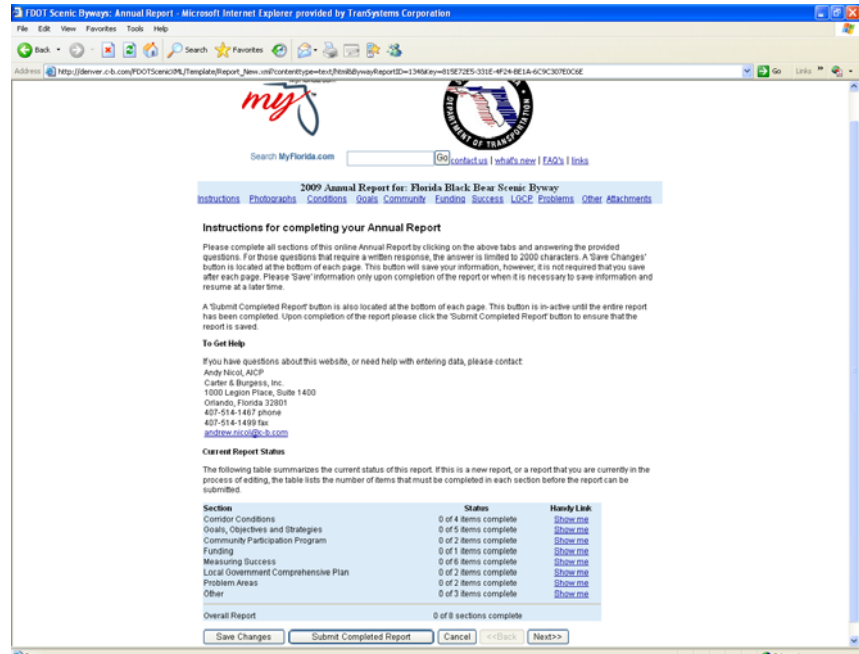 FDOT Scenic Byways: Annual Report - Microsoft Internet Explorer provided by TranSystems Corporation
File Edit View Favorites Tools Help
Back Search Favorites
Address http://denver.c-b.com/FDOTScenicXML/Template/Report_New.xml?contenttype=text/html&BywayReportID=134&Key=815E72E5-331E-4F24-BE1A-6C9C307E0C6E Go Links »
my
DEPARTMENT OF TRANSPORTATION
Search MyFlorida.com Go contact us | what's new | FAQ's | links
2009 Annual Report for: Florida Black Bear Scenic Byway
Instructions Photographs Conditions Goals Community Funding Success LGCP Problems Other Attachments
Instructions for completing your Annual Report
Please complete all sections of this online Annual Report by clicking on the above tabs and answering the provided
questions. For those questions that require a written response, the answer is limited to 2000 characters. A 'Save Changes'
button is located at the bottom of each page. This button will save your information, however, it is not required that you save
after each page. Please 'Save' information only upon completion of the report or when it is necessary to save information and
resume at a later time.
A 'Submit Completed Report' button is also located at the bottom of each page. This button is in-active until the entire report
has been completed. Upon completion of the report please click the 'Submit Completed Report' button to ensure that the
report is saved.
To Get Help
If you have questions about this website, or need help with entering data, please contact:
Andy Nicol, AICP
Carter & Burgess, Inc.
1000 Legion Place, Suite 1400
Orlando, Florida 32801
407-514-1467 phone
407-514-1499 fax
andrew.nicol@c-b.com
Current Report Status
The following table summarizes the current status of this report. If this is a new report, or a report that you are currently in the
process of editing, the table lists the number of items that must be completed in each section before the report can be
submitted.
Section Status Handy Link
Corridor Conditions 0 of 4 items complete Show me
Goals, Objectives and Strategies 0 of 5 items complete Show me
Community Participation Program 0 of 2 items complete Show me
Funding 0 of 1 items complete Show me
Measuring Success 0 of 6 items complete Show me
Local Government Comprehensive Plan 0 of 2 items complete Show me
Problem Areas 0 of 2 items complete Show me
Other 0 of 3 items complete Show me
Overall Report 0 of 8 sections complete
Save Changes Submit Completed Report Cancel <<Back Next>>